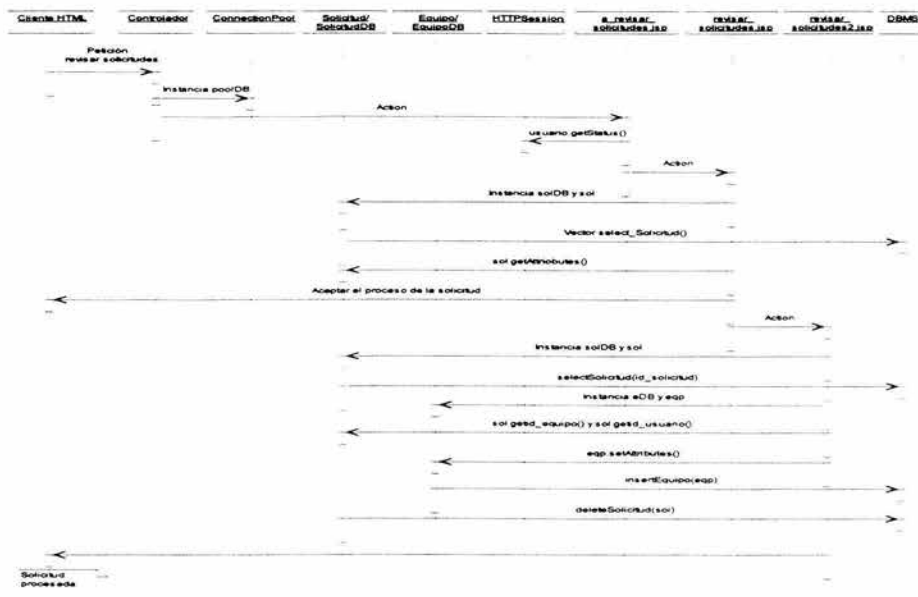 Cliente HTML Controlador ConnectionPool Solicitud/ Equipo/ HTTPSession a_revisar_ revisar_ revisar_ DBMS
SolicitudDB EquipoDB solicitudes.jsp solicitudes.jsp solicitudes2.jsp
Petición
revisar solicitudes
Instancia poolDB
Action
usuario.getStatus()
Action
Instancia solDB y sol
Vector select_Solicitud()
sol.getAttributes()
Aceptar el proceso de la solicitud
Action
Instancia solDB y sol
selectSolicitud(id_solicitud)
Instancia eDB y eqp
sol.getid_equipo() y sol.getid_usuario()
eqp.setAttributes()
insertEquipo(eqp)
deleteSolicitud(sol)
Solicitud
procesada